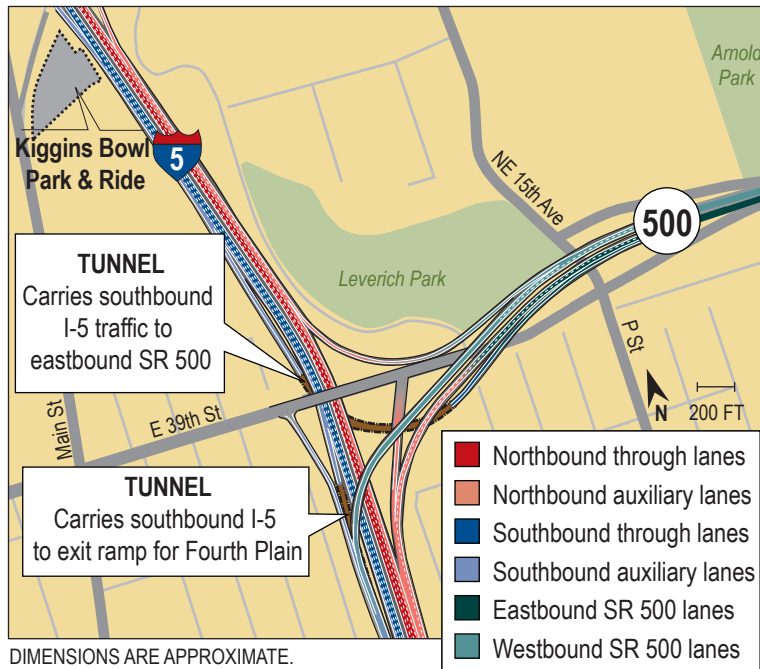 Arnold
Park
Kiggins Bowl
Park & Ride
5
NE 15th Ave
500
TUNNEL
Carries southbound
I-5 traffic to
eastbound SR 500
Leverich Park
P St
N
200 FT
Main St
E 39th St
TUNNEL
Carries southbound I-5
to exit ramp for Fourth Plain
Northbound through lanes
Northbound auxiliary lanes
Southbound through lanes
Southbound auxiliary lanes
Eastbound SR 500 lanes
Westbound SR 500 lanes
DIMENSIONS ARE APPROXIMATE.